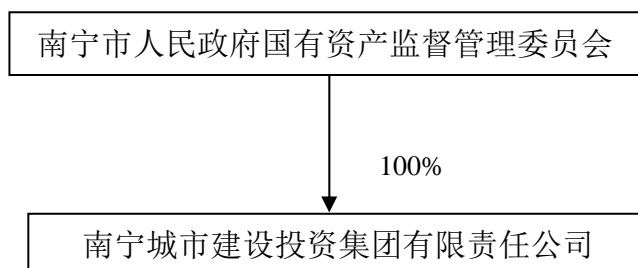 南宁市人民政府国有资产监督管理委员会
100%
南宁城市建设投资集团有限责任公司